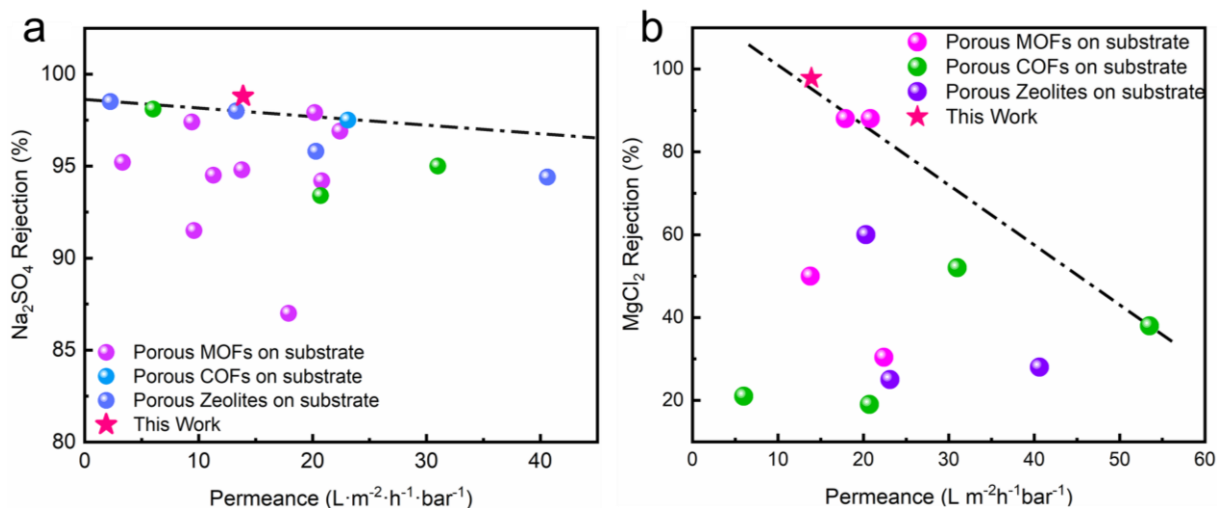 a
Na₂SO₄ Rejection (%)
100
95
90
85
80
0
10
20
30
40
Permeance (L·m⁻²·h⁻¹·bar⁻¹)
Porous MOFs on substrate
Porous COFs on substrate
Porous Zeolites on substrate
This Work
b
MgCl₂ Rejection (%)
100
80
60
40
20
0
10
20
30
40
50
60
Permeance (L m⁻²h⁻¹bar⁻¹)
Porous MOFs on substrate
Porous COFs on substrate
Porous Zeolites on substrate
This Work